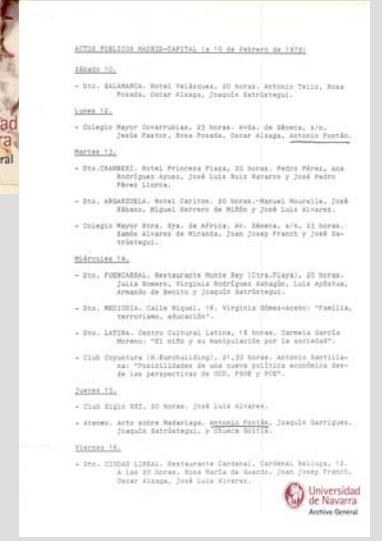 ACTOS PUBLICOS MADRID-CAPITAL (a 10 de febrero de 1979)
Sábado 10.
- Dto. SALAMANCA. Hotel Velázquez, 20 horas. Antonio Tello, Rosa
Posada, Oscar Alzaga, Joaquín Satrústegui.
Lunes 12.
- Colegio Mayor Covarrubias, 23 horas. Avda. de Séneca, s/n.
Jesús Pastor, Rosa Posada, Oscar Alzaga, Antonio Fontán.
Martes 13.
- Dto. CHAMBERI. Hotel Princesa Plaza, 20 horas. Pedro Pérez, Ana
Rodríguez Ayuso, José Luis Ruiz Navarro y José Pedro
Pérez Llorca.
- Dto. ARGANZUELA. Hotel Carlton. 20 horas.-Manuel Mourelle, José
Rábano, Miguel Herrero de Miñón y José Luis Alvarez.
- Colegio Mayor Ntra. Sra. de Africa. Av. Séneca, s/n, 23 horas.-
Ramón Alvarez de Miranda, Joan Josep Franch y José Sa-
trústegui.
Miércoles 14.
- Dto. FUENCARRAL. Restaurante Monte Rey (Ctra.Playa), 20 horas.
Julia Romero, Virginia Rodríguez Sahagún, Luis Apóstua,
Armando de Benito y Joaquín Satrústegui.
- Dto. MEDIODIA. Calle Miquel, 16. Virginia Gómez-Acebo: "Familia,
terrorismo, educación".
- Dto. LATINA. Centro Cultural Latina, 18 horas. Carmela García
Moreno: "El niño y su manipulación por la sociedad".
- Club Coyuntura (H.Eurobuilding), 21,30 horas. Antonio Santilla-
na: "Posibilidades de una nueva política económica des-
de las perspectivas de UCD, PSOE y PCE".
Jueves 15.
- Club Siglo XXI, 20 horas. José Luis Alvarez.
- Ateneo. Acto sobre Madariaga. Antonio Fontán, Joaquín Garrigues,
Joaquín Satrústegui, y Chueca Goitia.
Viernes 16.
- Dto. CIUDAD LINEAL. Restaurante Cardenal, Cardenal Belluga, 12.
A las 20 horas. Rosa María de Guardo, Joan Josep Franch,
Oscar Alzaga, José Luis Alvarez.
Universidad
de Navarra
Archivo General